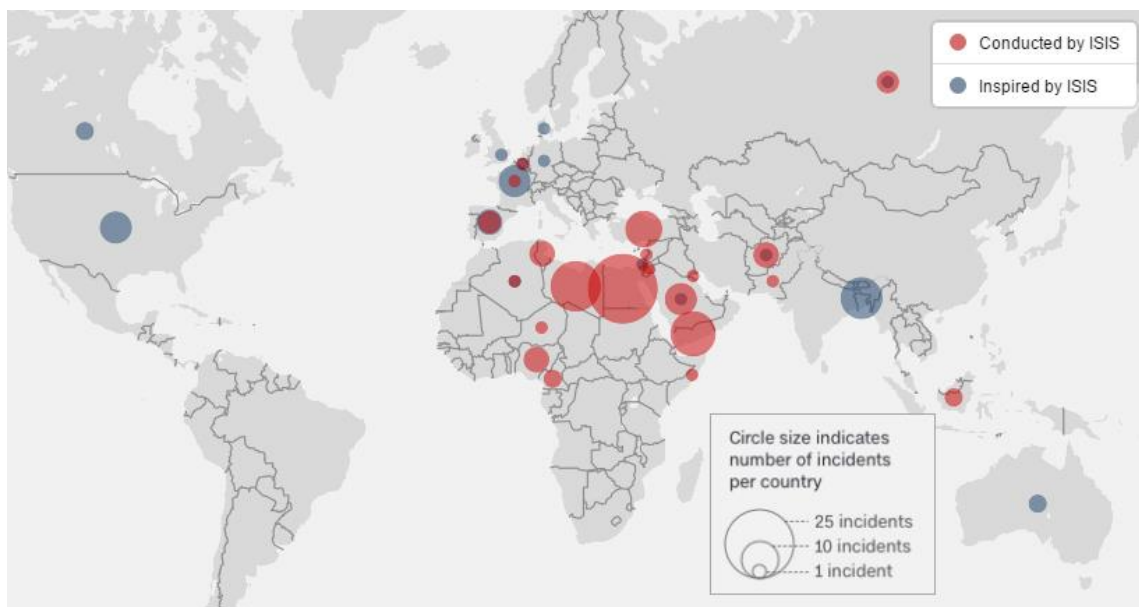 Conducted by ISIS
Inspired by ISIS
Circle size indicates
number of incidents
per country
25 incidents
10 incidents
1 incident